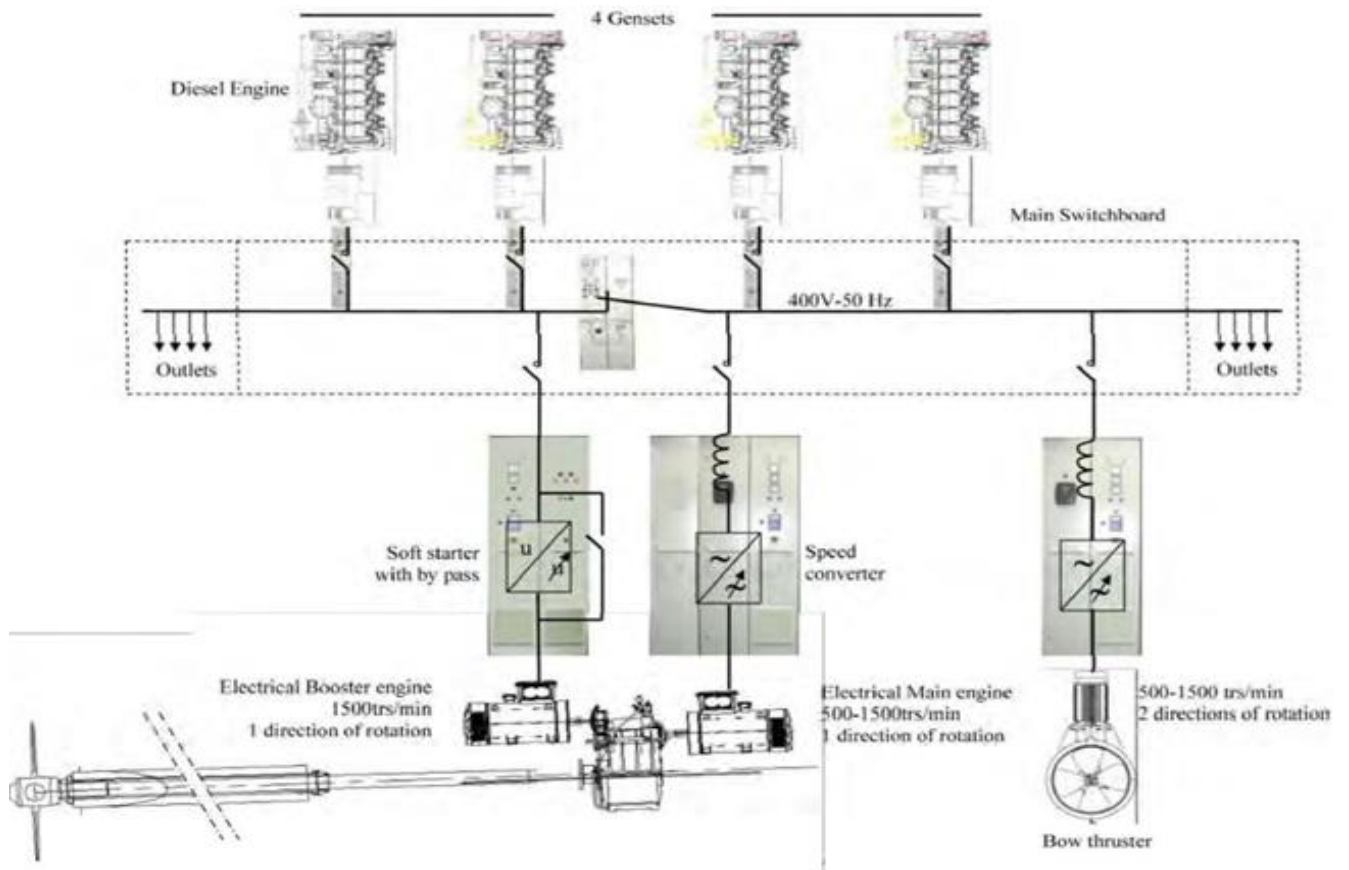 4 Gensets
Diesel Engine
Main Switchboard
400V-50 Hz
Outlets
Outlets
Soft starter
with by pass
u
u
Speed
converter
~
~
~
~
Electrical Booster engine
1500trs/min
1 direction of rotation
Electrical Main engine
500-1500trs/min
1 direction of rotation
500-1500 trs/min
2 directions of rotation
Bow thruster